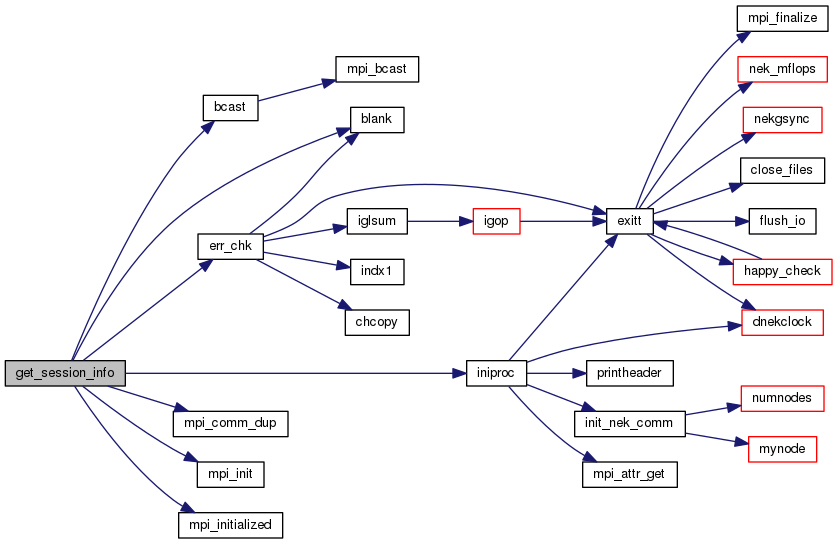 mpi_finalize
mpi_bcast
nek_mflops
bcast
blank
nekgsync
close_files
err_chk
iglsum
igop
exitt
flush_io
indx1
happy_check
chcopy
dnekclock
get_session_info
iniproc
printheader
numnodes
mpi_comm_dup
init_nek_comm
mynode
mpi_init
mpi_attr_get
mpi_initialized